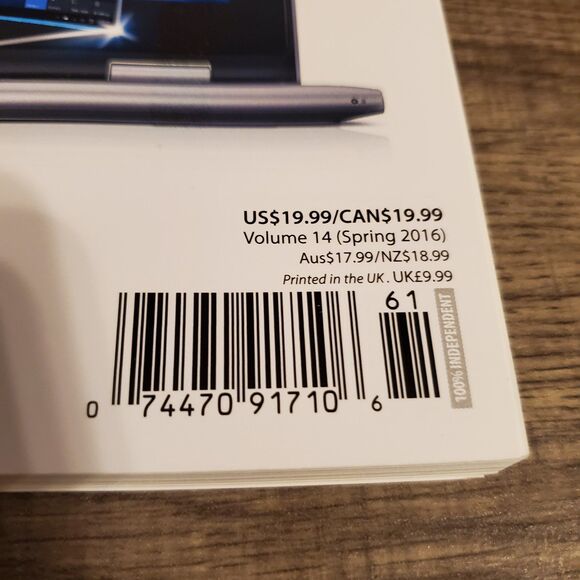 US$19.99/CAN$19.99
Volume 14 (Spring 2016)
Aus$17.99/NZ$18.99
Printed in the UK. UK£9.99
61
100% INDEPENDENT
0 74470 91710 6